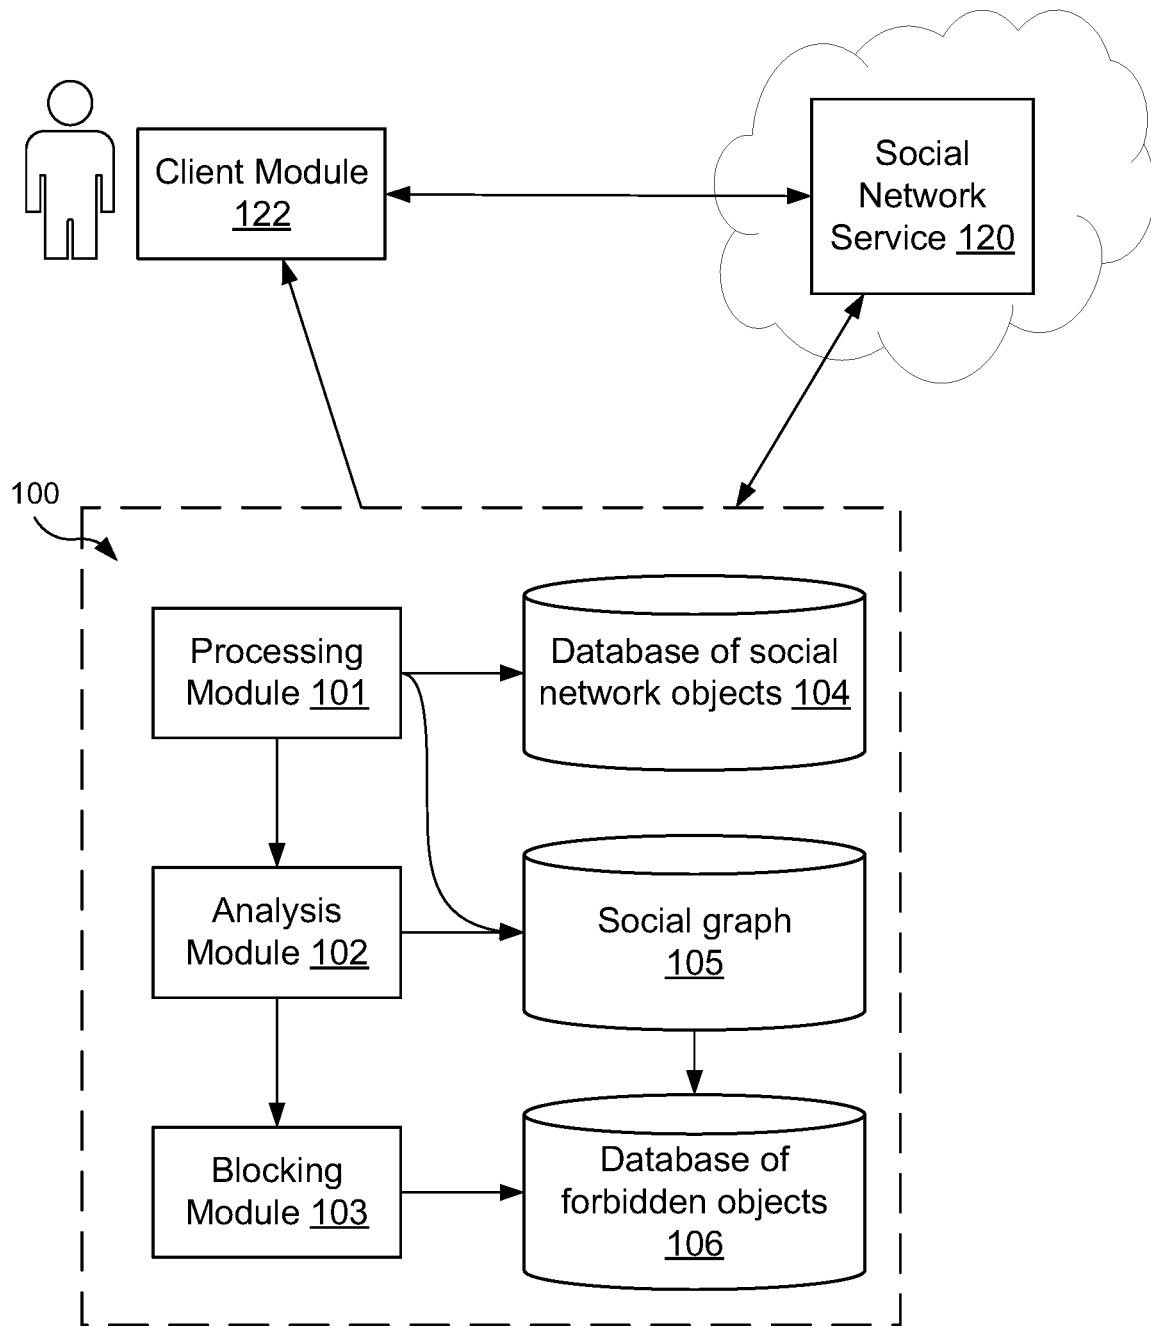 Client Module
122
Social
Network
Service 120
100
Processing
Module 101
Database of social
network objects 104
Analysis
Module 102
Social graph
105
Blocking
Module 103
Database of
forbidden objects
106